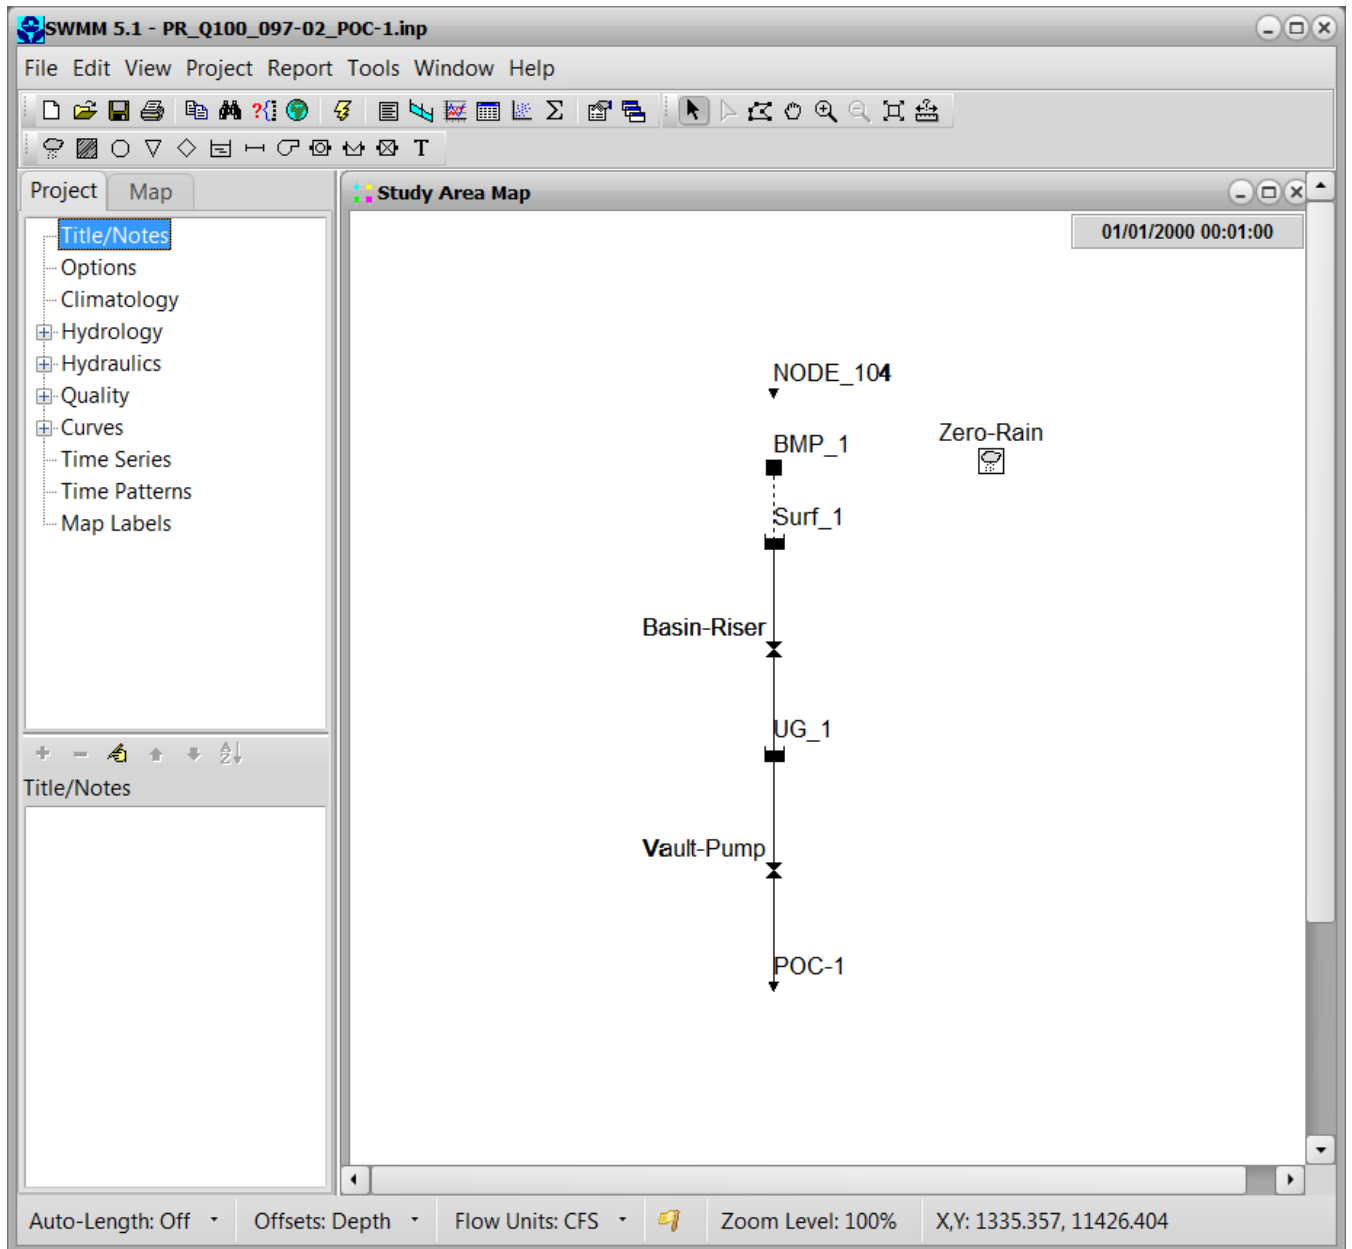 SWMM 5.1 - PR_Q100_097-02_POC-1.inp
File Edit View Project Report Tools Window Help
T
Project Map
Title/Notes
Options
Climatology
Hydrology
Hydraulics
Quality
Curves
Time Series
Time Patterns
Map Labels
Title/Notes
Study Area Map
01/01/2000 00:01:00
NODE_104
BMP_1
Zero-Rain
Surf_1
Basin-Riser
UG_1
Vault-Pump
POC-1
Auto-Length: Off Offsets: Depth Flow Units: CFS Zoom Level: 100% X,Y: 1335.357, 11426.404